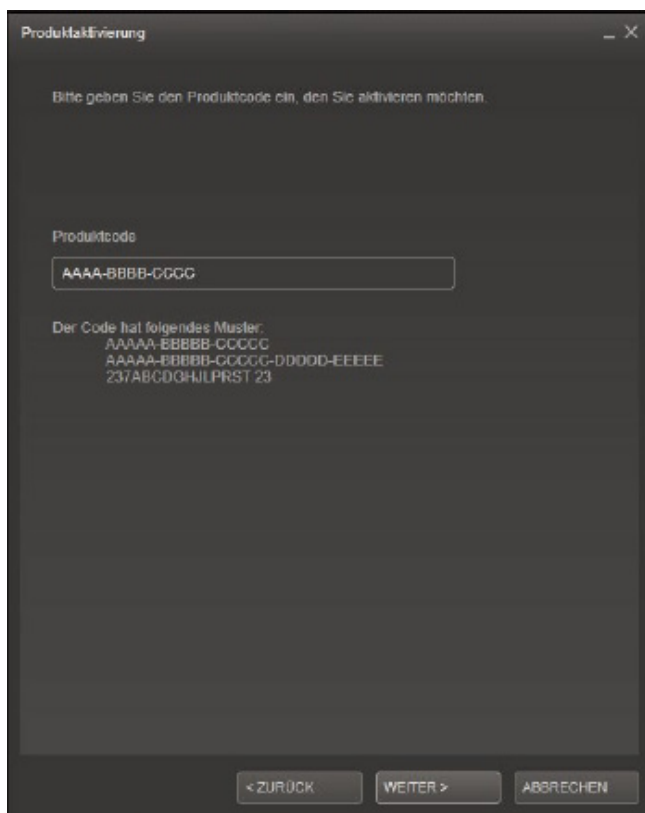 Produktaktivierung
Bitte geben Sie den Produktcode ein, den Sie aktivieren möchten.
Produktcode
AAAA-BBBB-CCCC
Der Code hat folgendes Muster:
AAAAA-BBBBB-CCCCC
AAAAA-BBBBB-CCCCC-DDDDD-EEEEE
237ABCDGHJLPRST 23
< ZURÜCK
WEITER >
ABBRECHEN